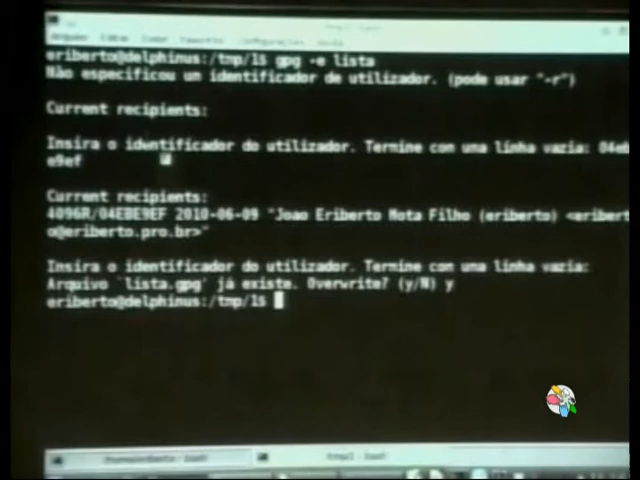 eriberto@delphinus:/tmp/1$ gpg -e lista
Não especificou um identificador de utilizador. (pode usar "-r")
Current recipients:
Insira o identificador do utilizador. Termine com uma linha vazia: 04eb
e9ef
Current recipients:
4096R/04EBE9EF 2010-06-09 "Joao Eriberto Mota Filho (eriberto) <eribert
o@eriberto.pro.br>"
Insira o identificador do utilizador. Termine com uma linha vazia:
Arquivo `lista.gpg' já existe. Overwrite? (y/N) y
eriberto@delphinus:/tmp/1$